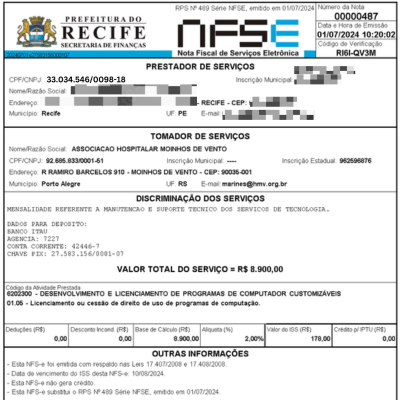 RPS Nº 489 Série NFSE, emitido em 01/07/2024
PREFEITURA DO
RECIFE
SECRETARIA DE FINANÇAS
NFSE
Nota Fiscal de Serviços Eletrônica
Número da Nota
00000487
Data e Hora de Emissão
01/07/2024 10:20:02
Código de Verificação
RI6I-QV3M
PRESTADOR DE SERVIÇOS
CPF/CNPJ: 33.034.546/0098-18 Inscrição Municipal:
Nome/Razão Social:
Endereço: - RECIFE - CEP:
Município: Recife UF: PE E-mail:
TOMADOR DE SERVIÇOS
Nome/Razão Social: ASSOCIACAO HOSPITALAR MOINHOS DE VENTO
CPF/CNPJ: 92.685.833/0001-51 Inscrição Municipal: ---- Inscrição Estadual: 962596876
Endereço: R RAMIRO BARCELOS 910 - MOINHOS DE VENTO - CEP: 90035-001
Município: Porto Alegre UF: RS E-mail: marines@hmv.org.br
DISCRIMINAÇÃO DOS SERVIÇOS
MENSALIDADE REFERENTE A MANUTENCAO E SUPORTE TECNICO DOS SERVICOS DE TECNOLOGIA.
DADOS PARA DEPOSITO:
BANCO ITAU
AGENCIA: 7227
CONTA CORRENTE: 42446-7
CHAVE PIX: 27.583.156/0001-07
VALOR TOTAL DO SERVIÇO = R$ 8.900,00
Código da Atividade Prestada
6202300 - DESENVOLVIMENTO E LICENCIAMENTO DE PROGRAMAS DE COMPUTADOR CUSTOMIZÁVEIS
01.05 - Licenciamento ou cessão de direito de uso de programas de computação.
Deduções (R$) Desconto Incond (R$) Base de Cálculo (R$) Alíquota (%) Valor do ISS (R$) Crédito p/ IPTU (R$)
0,00 0,00 8.900,00 2,00% 178,00 0,00
OUTRAS INFORMAÇÕES
- Esta NFS-e foi emitida com respaldo nas Leis 17.407/2008 e 17.408/2008.
- Data de vencimento do ISS desta NFS-e: 10/08/2024.
- Esta NFS-e não gera crédito.
- Esta NFS-e substitui o RPS Nº 489 Série NFSE, emitido em 01/07/2024.